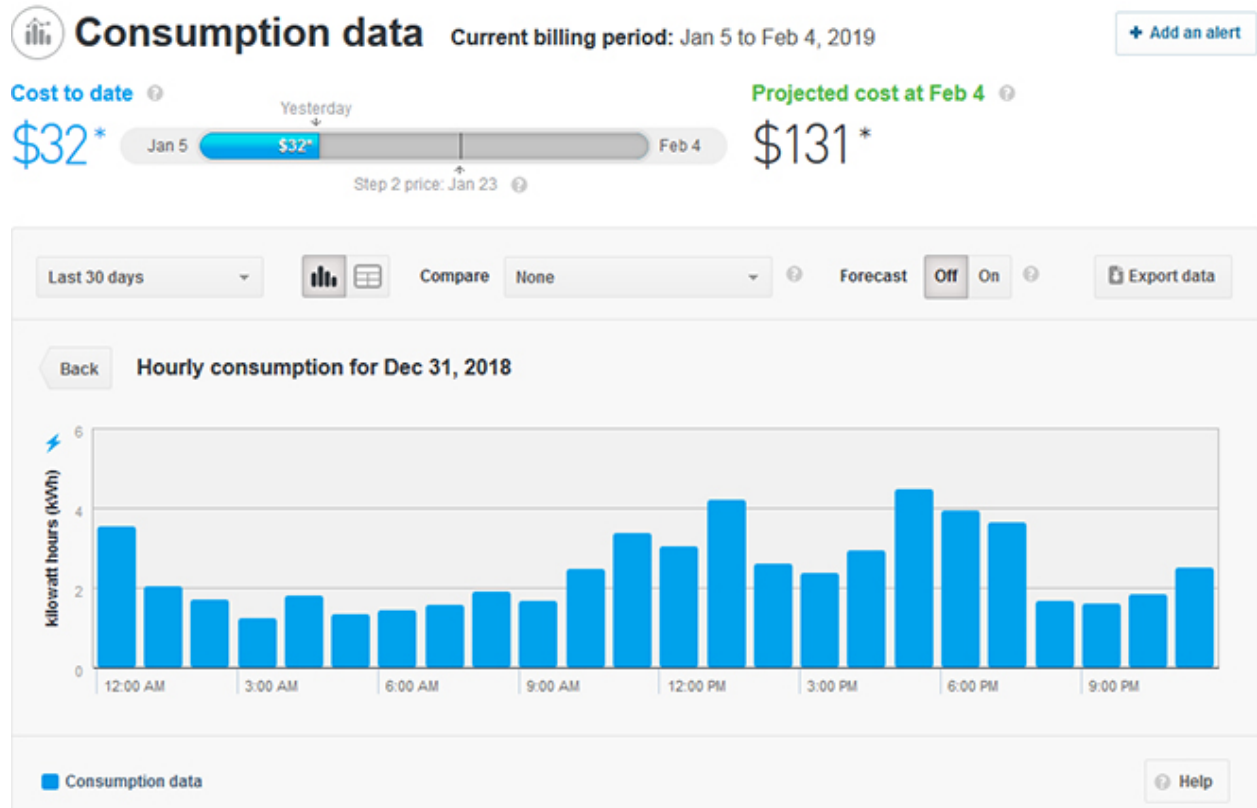 Consumption data Current billing period: Jan 5 to Feb 4, 2019
+ Add an alert
Cost to date ?
Projected cost at Feb 4 ?
Yesterday
$32*
Jan 5 $32* Feb 4
$131*
Step 2 price: Jan 23 ?
Last 30 days Compare None ? Forecast Off On ? Export data
Back Hourly consumption for Dec 31, 2018
kilowatt hours (kWh)
6
4
2
0
12:00 AM 3:00 AM 6:00 AM 9:00 AM 12:00 PM 3:00 PM 6:00 PM 9:00 PM
Consumption data
? Help